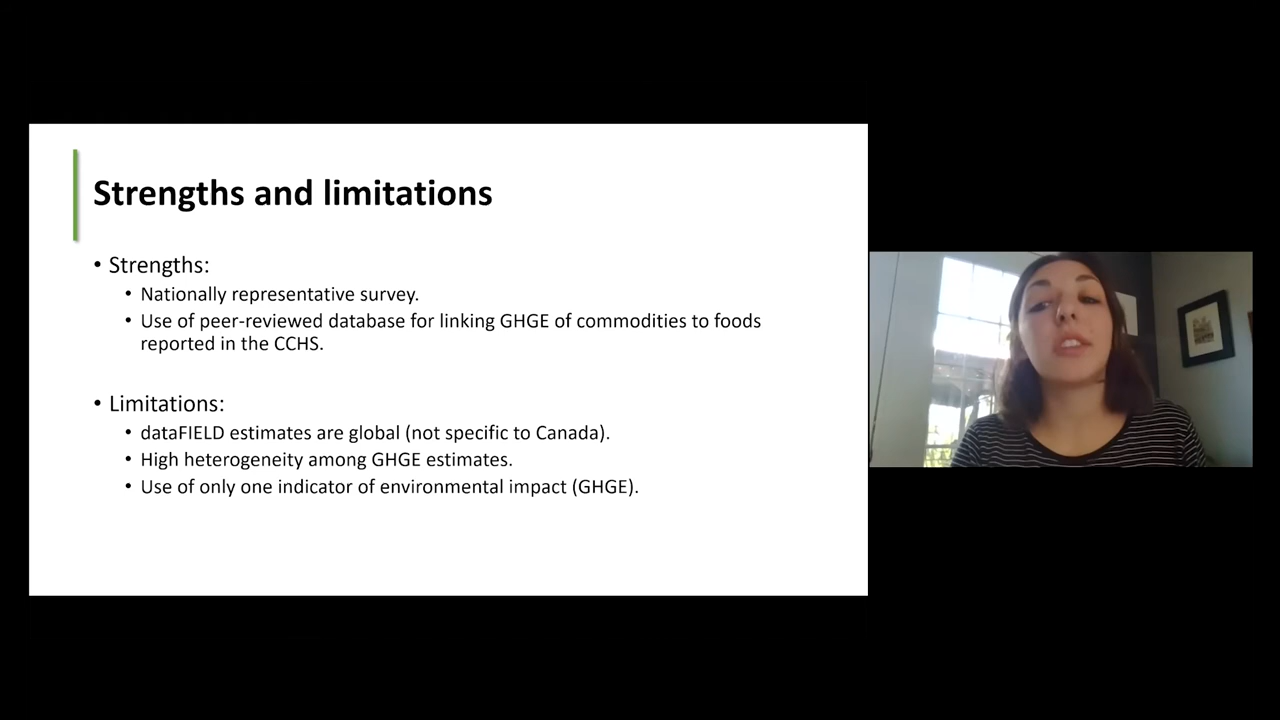 Strengths and limitations
• Strengths:
• Nationally representative survey.
• Use of peer-reviewed database for linking GHGE of commodities to foods
reported in the CCHS.
• Limitations:
• dataFIELD estimates are global (not specific to Canada).
• High heterogeneity among GHGE estimates.
• Use of only one indicator of environmental impact (GHGE).